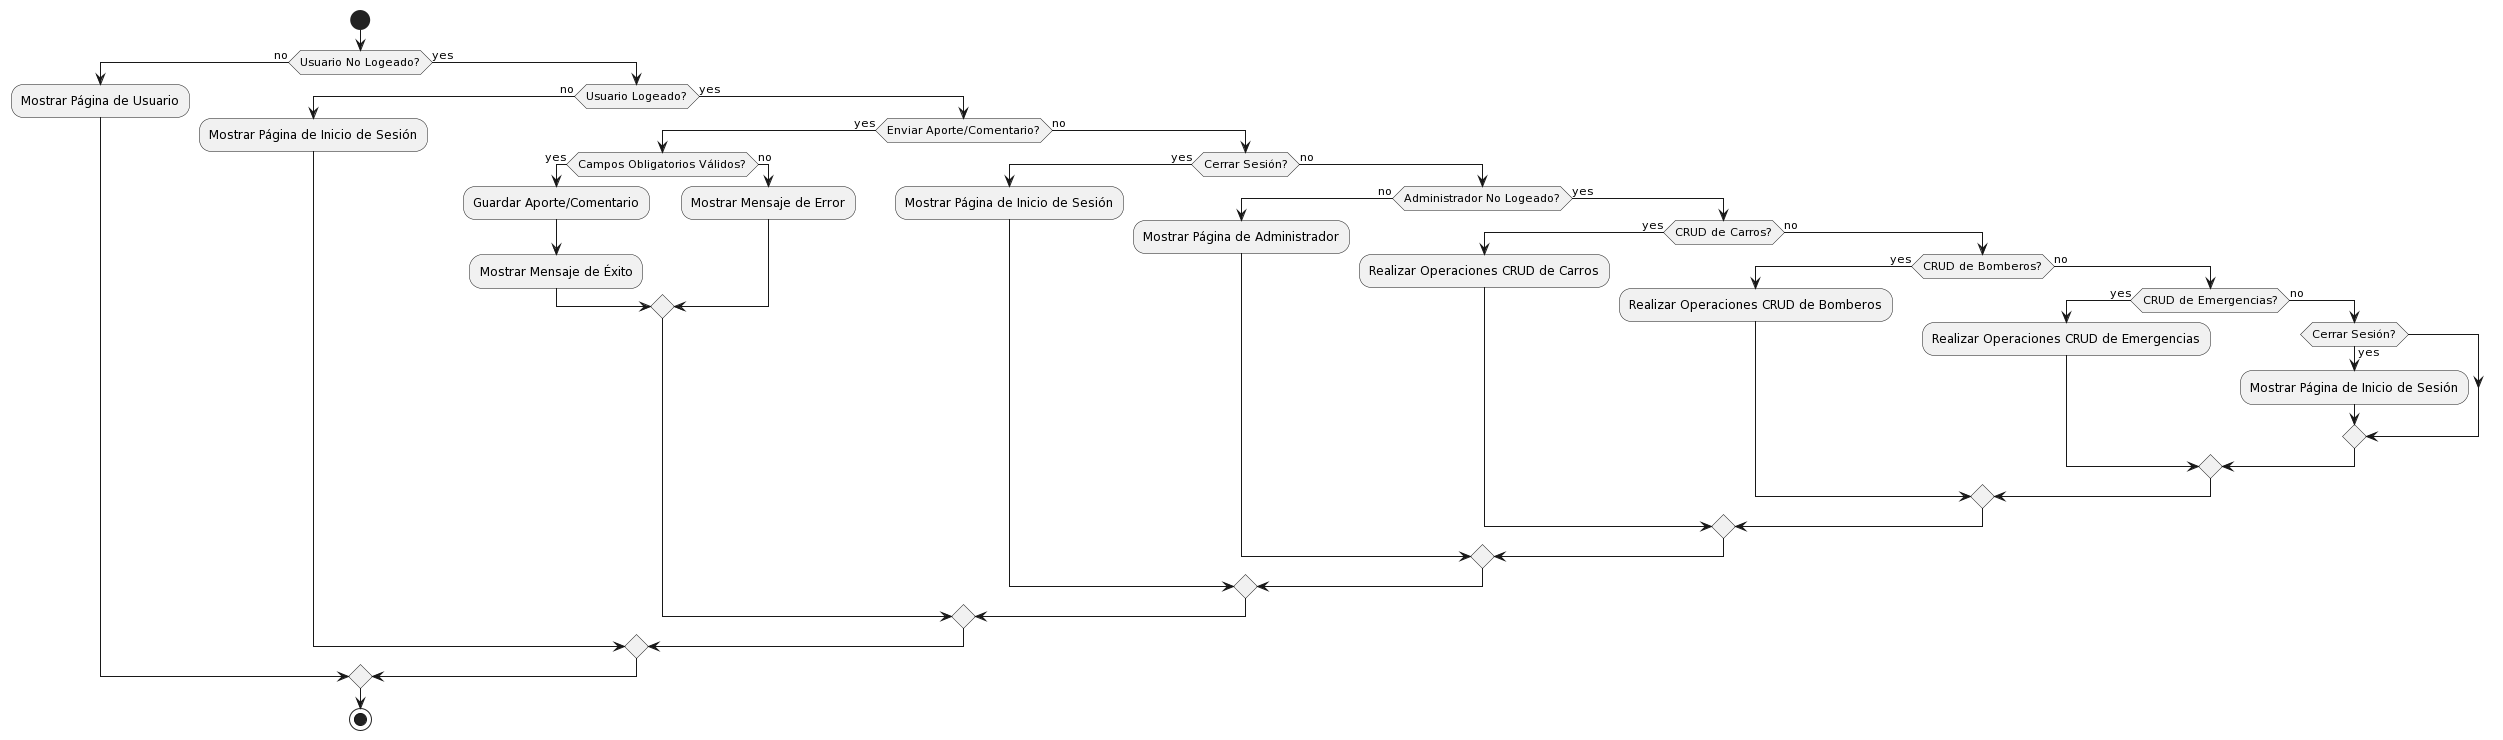 no
Usuario No Logeado?
yes
Mostrar Página de Usuario
no
Usuario Logeado?
yes
Mostrar Página de Inicio de Sesión
yes
Enviar Aporte/Comentario?
no
yes
Campos Obligatorios Válidos?
no
Guardar Aporte/Comentario
Mostrar Mensaje de Éxito
Mostrar Mensaje de Error
yes
Cerrar Sesión?
no
Mostrar Página de Inicio de Sesión
no
Administrador No Logeado?
yes
Mostrar Página de Administrador
yes
CRUD de Carros?
no
Realizar Operaciones CRUD de Carros
yes
CRUD de Bomberos?
no
Realizar Operaciones CRUD de Bomberos
yes
CRUD de Emergencias?
no
Realizar Operaciones CRUD de Emergencias
Cerrar Sesión?
yes
Mostrar Página de Inicio de Sesión